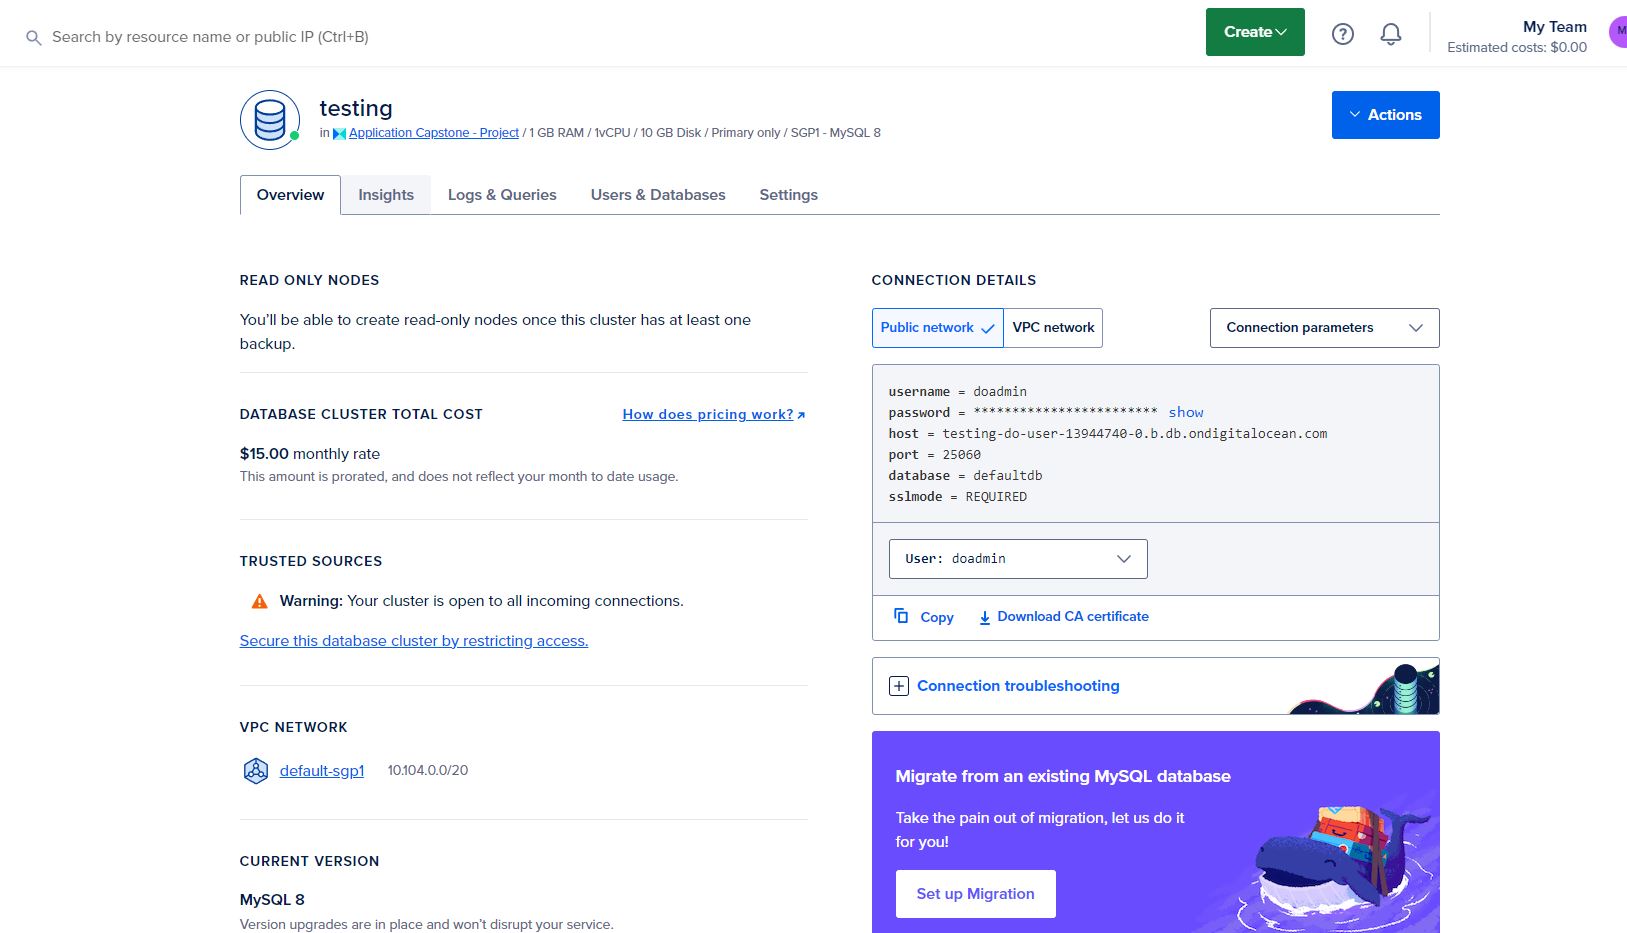 Search by resource name or public IP (Ctrl+B)
Create
?
My Team
Estimated costs: $0.00
M
testing
in Application Capstone - Project / 1 GB RAM / 1vCPU / 10 GB Disk / Primary only / SGP1 - MySQL 8
Actions
Overview Insights Logs & Queries Users & Databases Settings
READ ONLY NODES
You’ll be able to create read-only nodes once this cluster has at least one
backup.
DATABASE CLUSTER TOTAL COST How does pricing work?
$15.00 monthly rate
This amount is prorated, and does not reflect your month to date usage.
TRUSTED SOURCES
Warning: Your cluster is open to all incoming connections.
Secure this database cluster by restricting access.
VPC NETWORK
default-sgp1 10.104.0.0/20
CURRENT VERSION
MySQL 8
Version upgrades are in place and won’t disrupt your service.
CONNECTION DETAILS
Public network VPC network Connection parameters
username = doadmin
password = ************************ show
host = testing-do-user-13944740-0.b.db.ondigitalocean.com
port = 25060
database = defaultdb
sslmode = REQUIRED
User: doadmin
Copy Download CA certificate
Connection troubleshooting
Migrate from an existing MySQL database
Take the pain out of migration, let us do it
for you!
Set up Migration